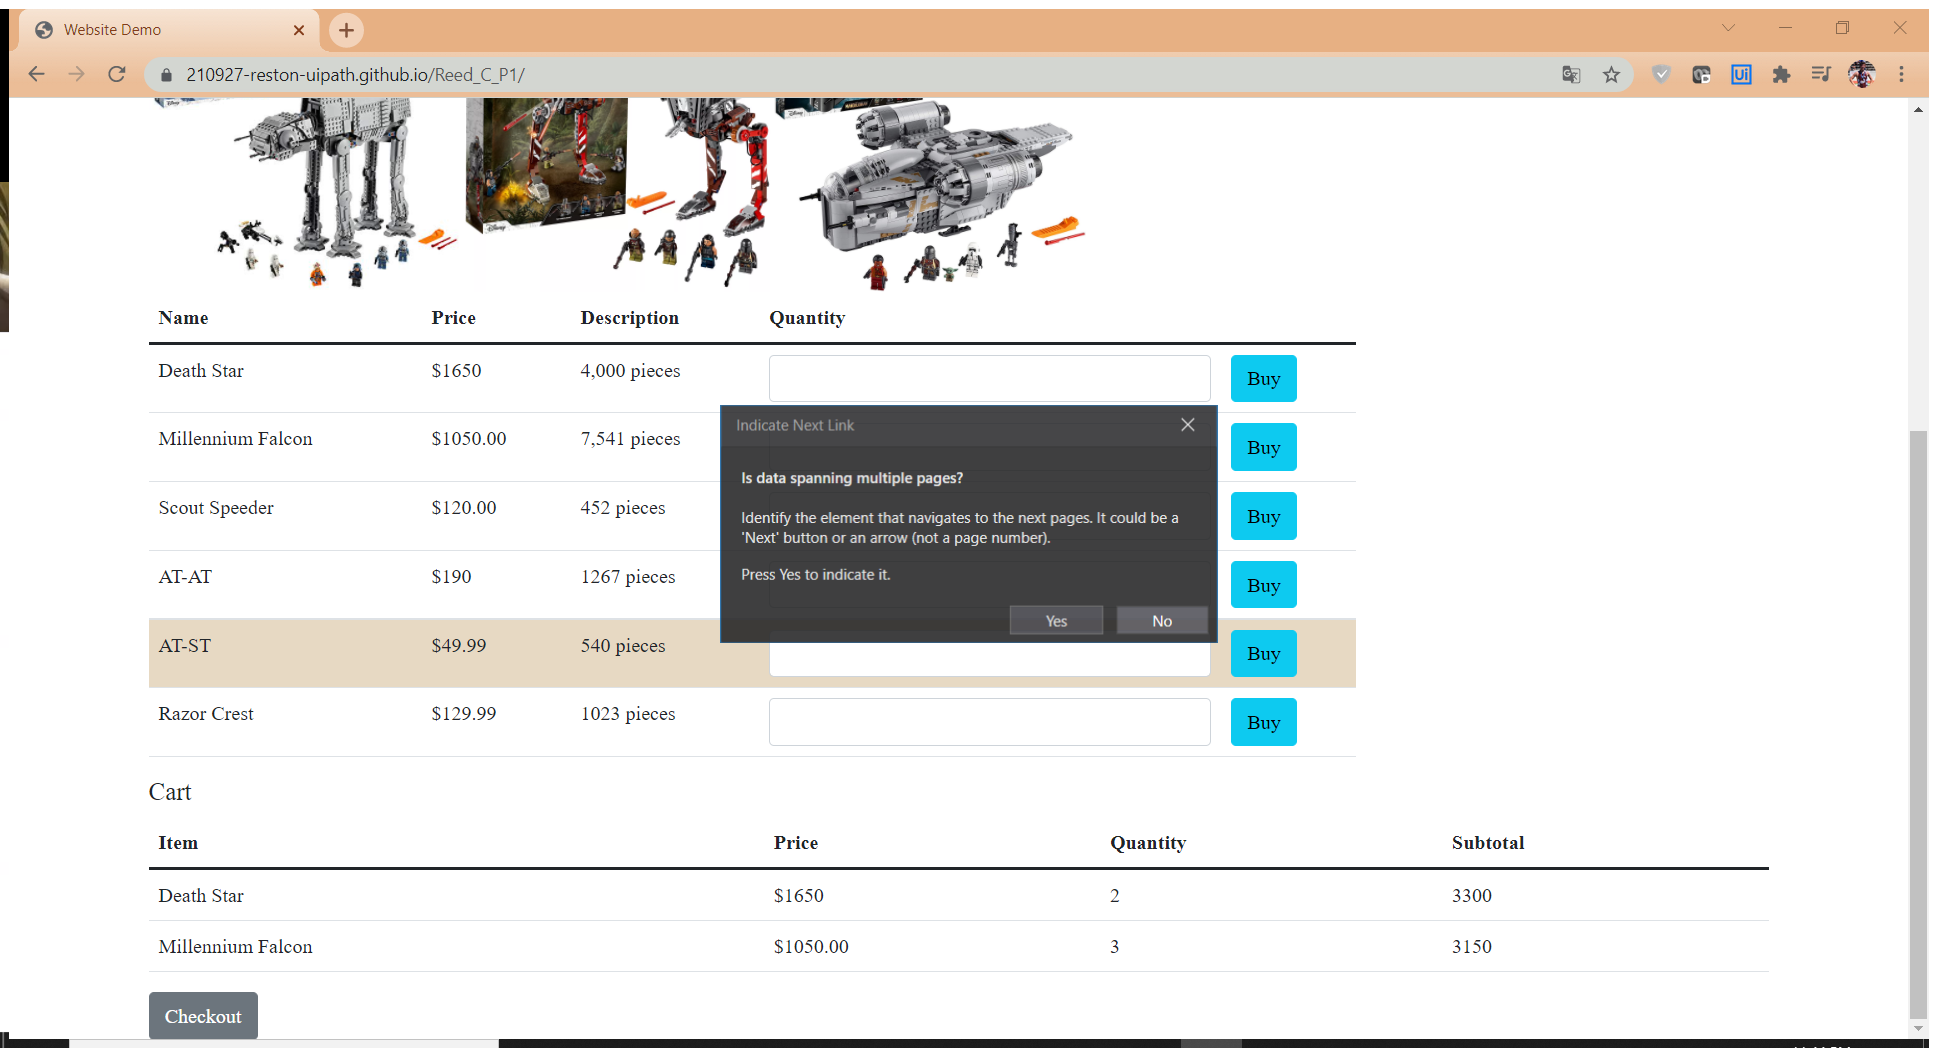 Website Demo
210927-reston-uipath.github.io/Reed_C_P1/
Ui
Disney
Disney
Disney
Name Price Description Quantity
Death Star $1650 4,000 pieces Buy
Millennium Falcon $1050.00 7,541 pieces Buy
Scout Speeder $120.00 452 pieces Buy
AT-AT $190 1267 pieces Buy
AT-ST $49.99 540 pieces Buy
Razor Crest $129.99 1023 pieces Buy
Indicate Next Link
Is data spanning multiple pages?
Identify the element that navigates to the next pages. It could be a
'Next' button or an arrow (not a page number).
Press Yes to indicate it.
Yes No
Cart
Item Price Quantity Subtotal
Death Star $1650 2 3300
Millennium Falcon $1050.00 3 3150
Checkout